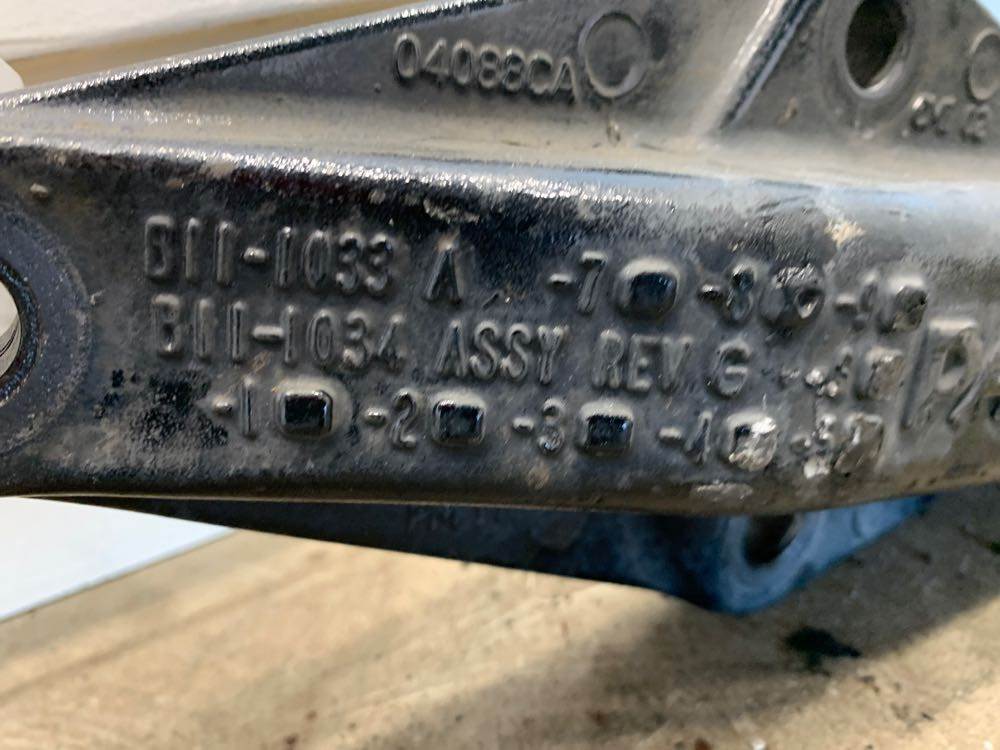 04088CA
B11-1033 A -7 -8 -9
B11-1034 ASSY REV G
-1 -2 -3 -4 -5